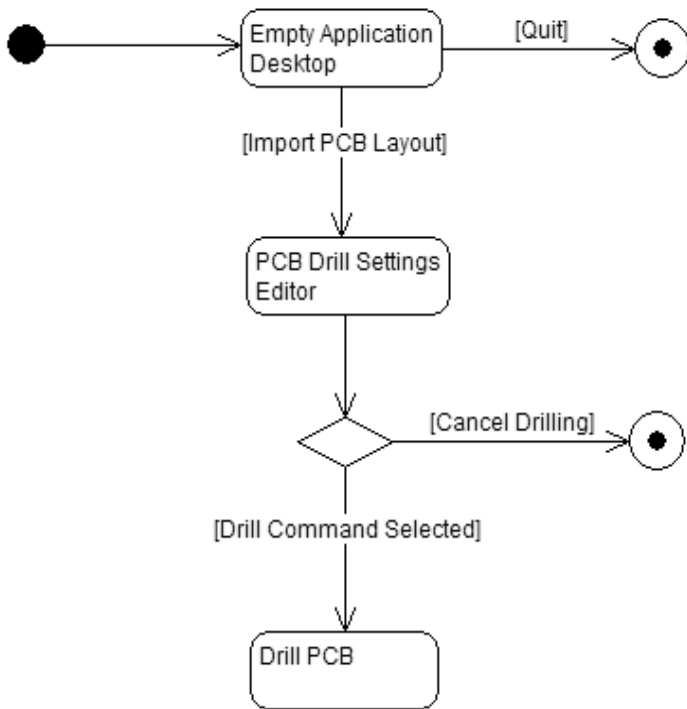 Empty Application
Desktop
[Quit]
[Import PCB Layout]
PCB Drill Settings
Editor
[Cancel Drilling]
[Drill Command Selected]
Drill PCB